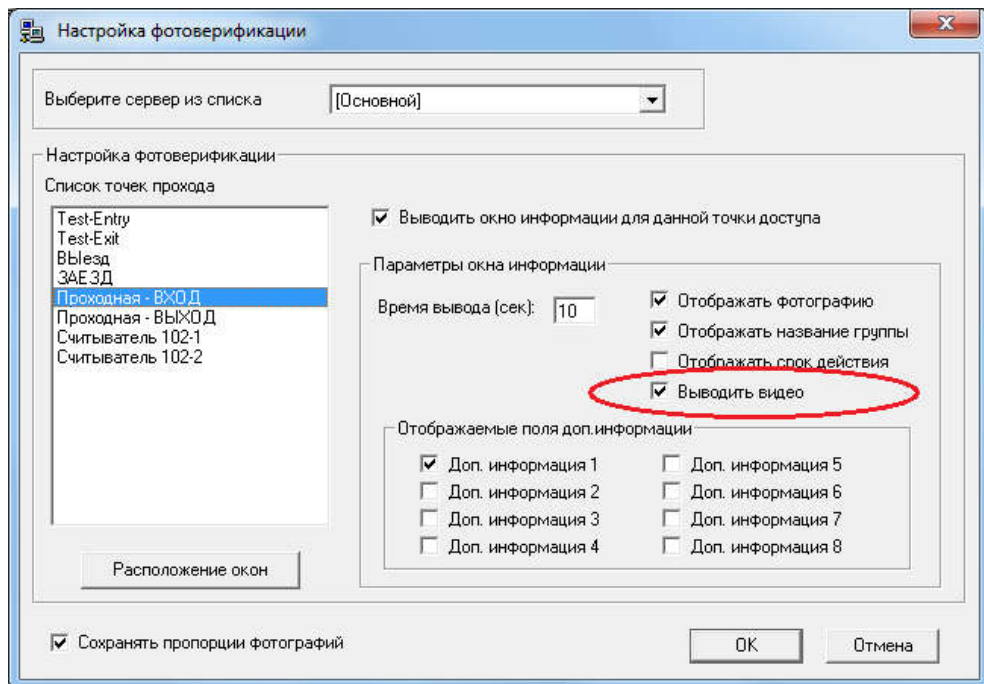 Настройка фотоверификации
Выберите сервер из списка [Основной]
Настройка фотоверификации
Список точек прохода
Test-Entry
Test-Exit
ВЫезд
ЗАЕЗД
Проходная - ВХОД
Проходная - ВЫХОД
Считыватель 102-1
Считыватель 102-2
Расположение окон
Выводить окно информации для данной точки доступа
Параметры окна информации
Время вывода (сек): 10
Отображать фотографию
Отображать название группы
Отображать срок действия
Выводить видео
Отображаемые поля доп.информации
Доп. информация 1
Доп. информация 2
Доп. информация 3
Доп. информация 4
Доп. информация 5
Доп. информация 6
Доп. информация 7
Доп. информация 8
Сохранять пропорции фотографий
OK
Отмена